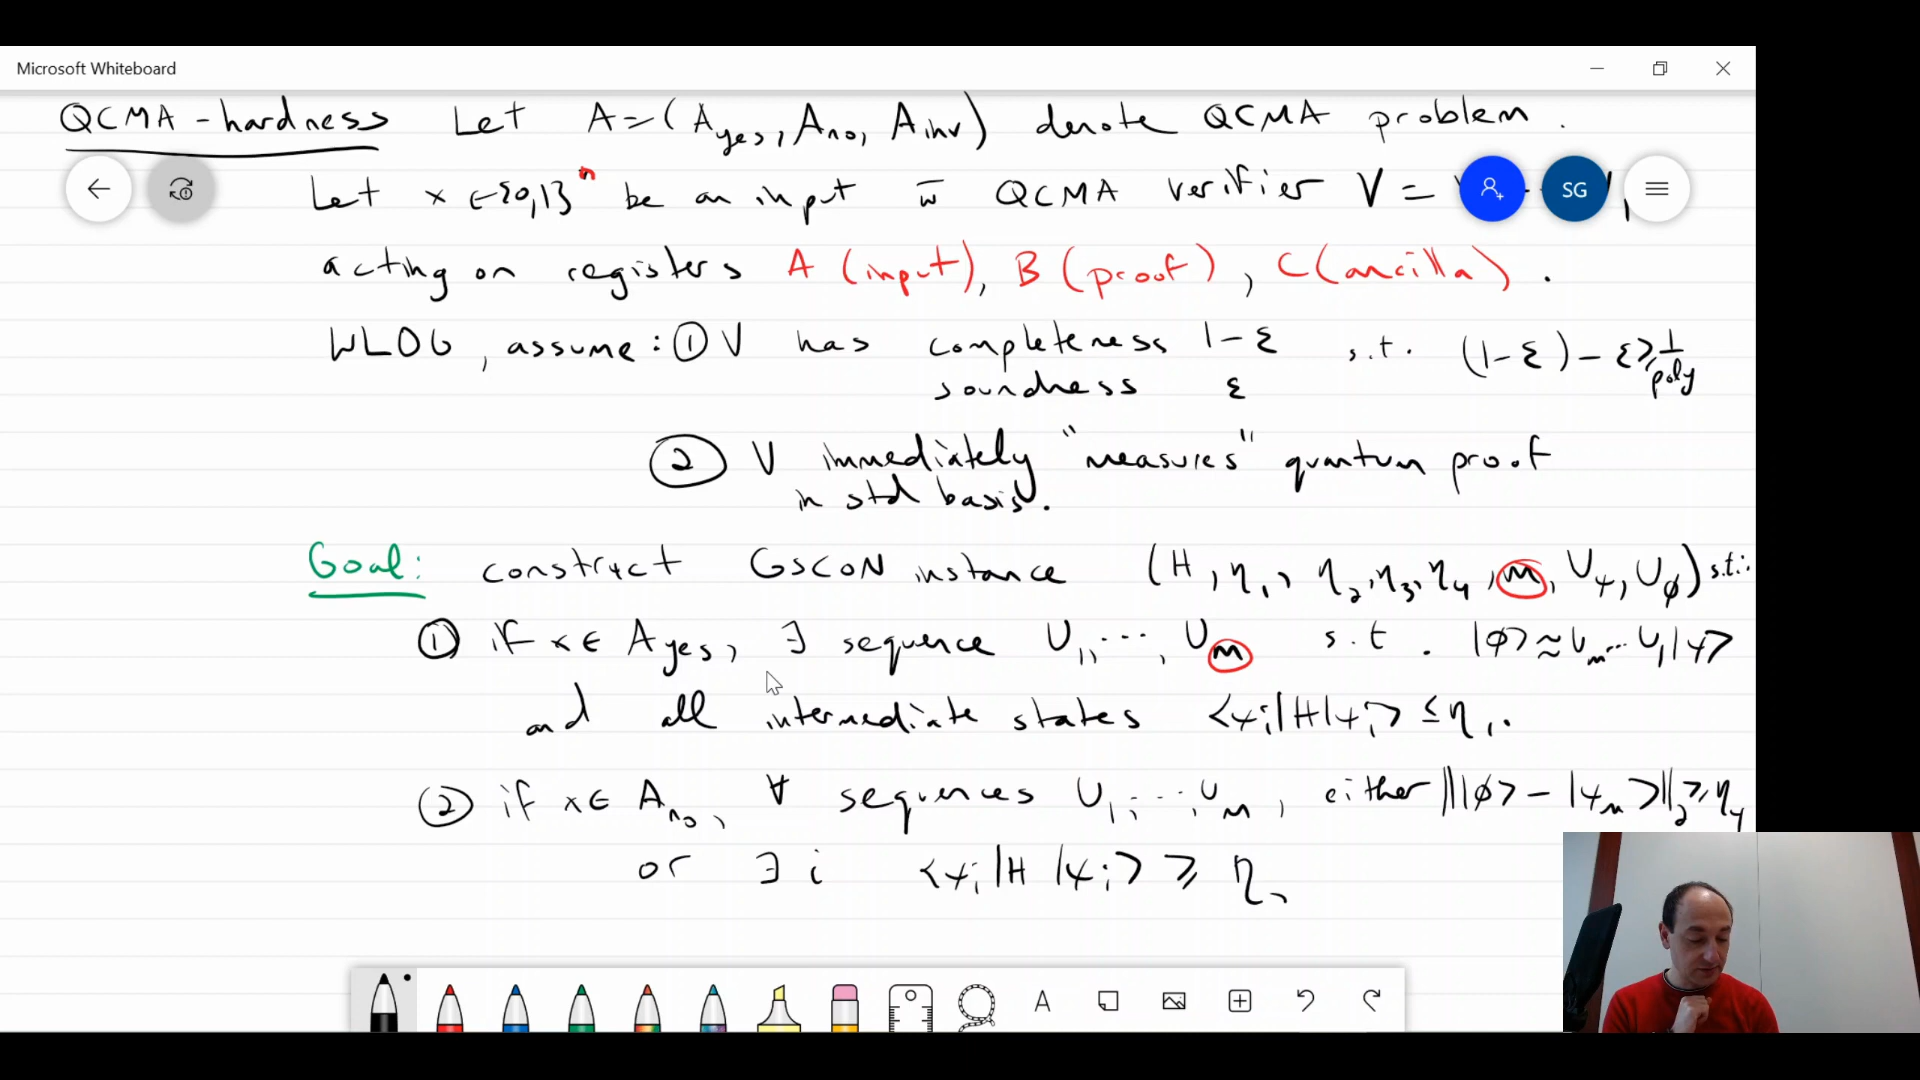 Microsoft Whiteboard
QCMA-hardness Let A=(Ayes, Ano, Ainv) denote QCMA problem.
Let x ∈ {0,1}ⁿ be an input w̄ QCMA verifier V =
SG
acting on registers A (input), B (proof), C (ancilla).
WLOG, assume: ① V has completeness 1-ε s.t. (1-ε)-ε ≥ 1/poly
soundness ε
② V immediately "measures" quantum proof
in std basis.
Goal: construct GSCON instance (H, η₁, η₂, η₃, η₄, m, U_ψ, U_φ) s.t.:
① if x ∈ Ayes, ∃ sequence U₁, ..., Uₘ s.t. |φ⟩ ≈ Uₘ...U₁|ψ⟩
and all intermediate states ⟨ψᵢ|H|ψᵢ⟩ ≤ η₁.
② if x ∈ Ano, ∀ sequences U₁, ..., Uₘ, either || |φ⟩ - |ψₘ⟩ ||₂ ≥ η₄
or ∃ i ⟨ψᵢ|H|ψᵢ⟩ ≥ η₂
A